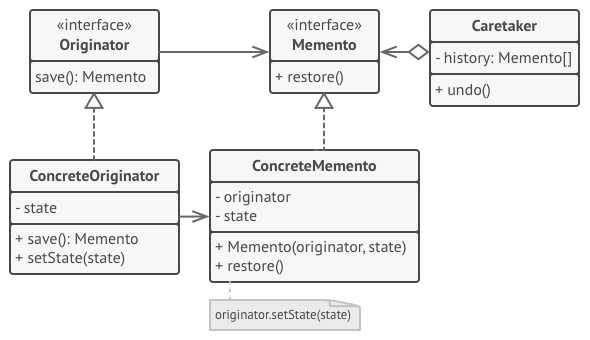 «interface»
Originator
save(): Memento
«interface»
Memento
+ restore()
Caretaker
- history: Memento[]
+ undo()
ConcreteOriginator
- state
+ save(): Memento
+ setState(state)
ConcreteMemento
- originator
- state
+ Memento(originator, state)
+ restore()
originator.setState(state)